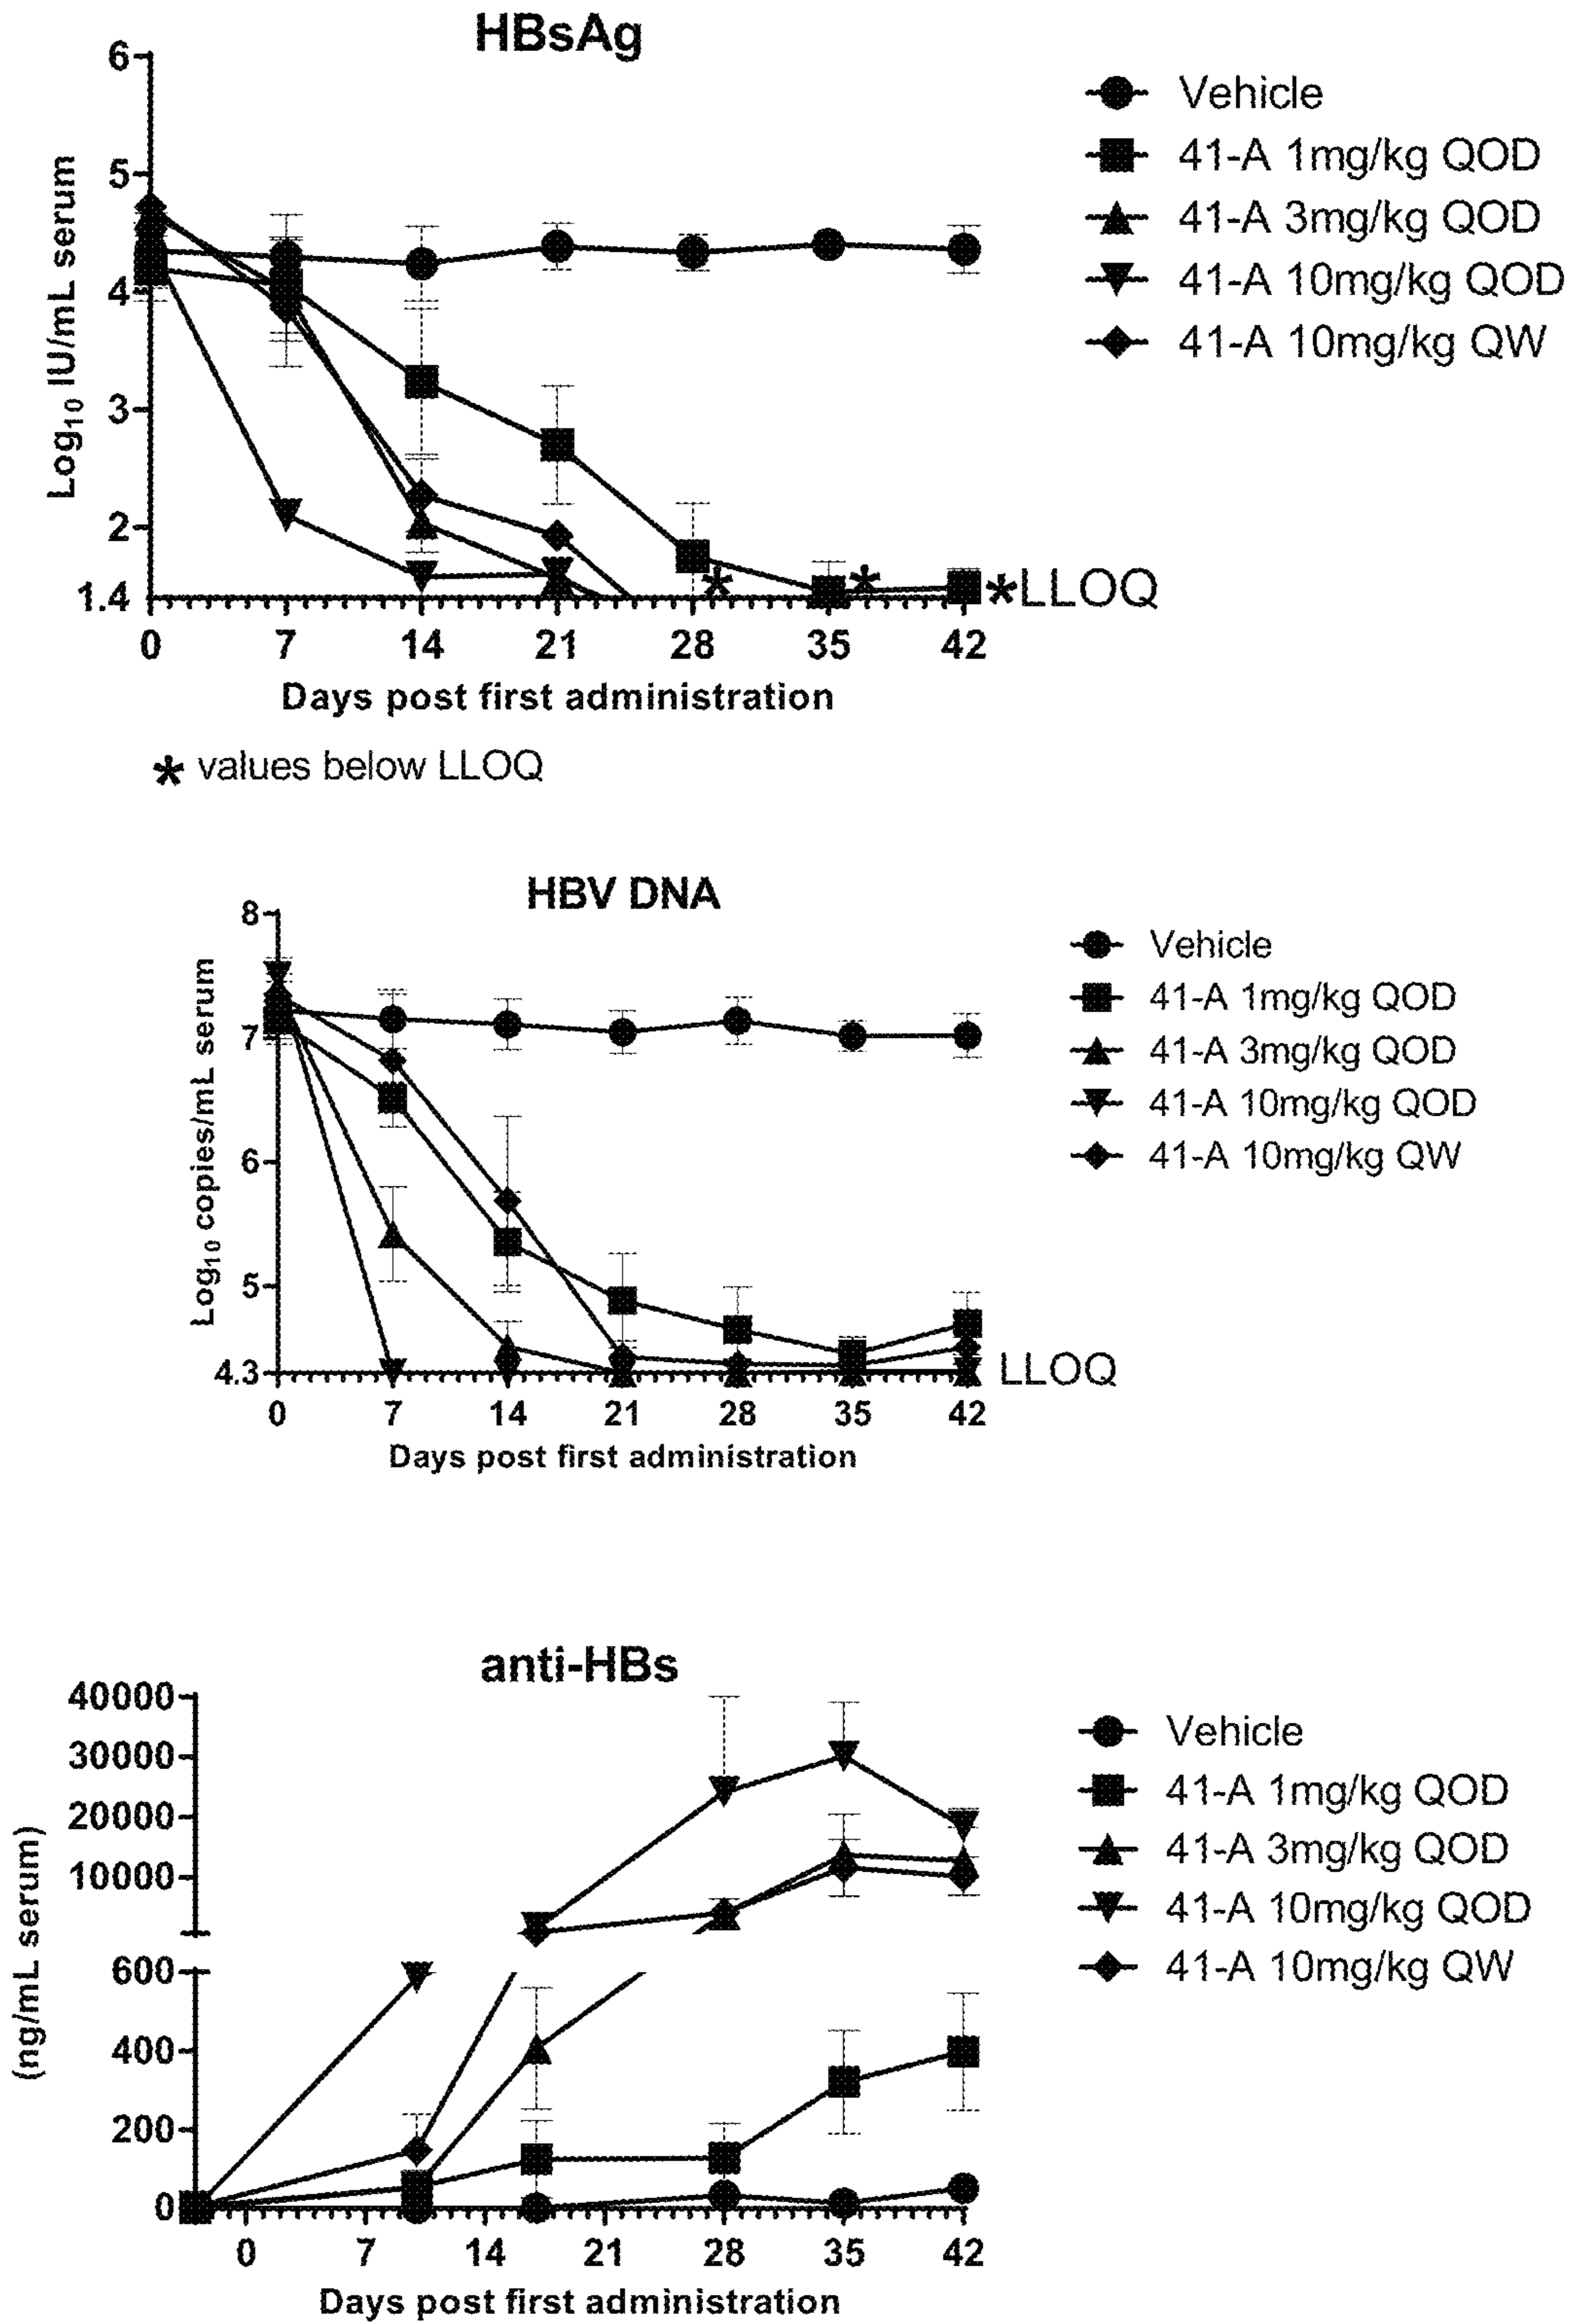 HBsAg
6
5
4
3
2
1.4
Log10 IU/mL serum
Vehicle
41-A 1mg/kg QOD
41-A 3mg/kg QOD
41-A 10mg/kg QOD
41-A 10mg/kg QW
* * *LLOQ
0 7 14 21 28 35 42
Days post first administration
* values below LLOQ
HBV DNA
8
7
6
5
4.3
Log10 copies/mL serum
Vehicle
41-A 1mg/kg QOD
41-A 3mg/kg QOD
41-A 10mg/kg QOD
41-A 10mg/kg QW
LLOQ
0 7 14 21 28 35 42
Days post first administration
anti-HBs
40000
30000
20000
10000
600
400
200
0
(ng/mL serum)
Vehicle
41-A 1mg/kg QOD
41-A 3mg/kg QOD
41-A 10mg/kg QOD
41-A 10mg/kg QW
0 7 14 21 28 35 42
Days post first administration